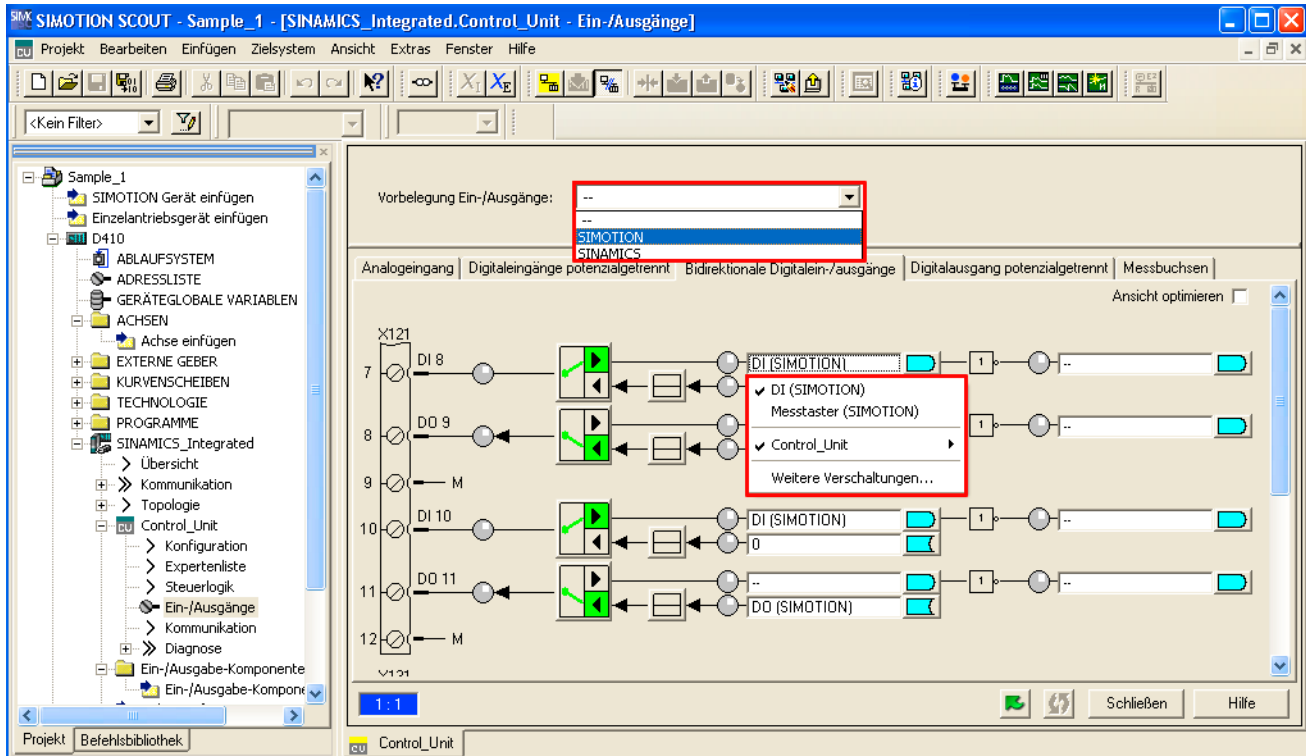 SIMOTION SCOUT - Sample_1 - [SINAMICS_Integrated.Control_Unit - Ein-/Ausgänge]
Projekt Bearbeiten Einfügen Zielsystem Ansicht Extras Fenster Hilfe
<Kein Filter>
Sample_1
SIMOTION Gerät einfügen
Einzelantriebsgerät einfügen
D410
ABLAUFSYSTEM
ADRESSLISTE
GERÄTEGLOBALE VARIABLEN
ACHSEN
Achse einfügen
EXTERNE GEBER
KURVENSCHEIBEN
TECHNOLOGIE
PROGRAMME
SINAMICS_Integrated
Übersicht
Kommunikation
Topologie
Control_Unit
Konfiguration
Expertenliste
Steuerlogik
Ein-/Ausgänge
Kommunikation
Diagnose
Ein-/Ausgabe-Komponente
Ein-/Ausgabe-Kompone
Projekt Befehlsbibliothek
Vorbelegung Ein-/Ausgänge: --
--
SIMOTION
SINAMICS
Analogeingang Digitaleingänge potenzialgetrennt Bidirektionale Digitalein-/ausgänge Digitalausgang potenzialgetrennt Messbuchsen
Ansicht optimieren
X121
7 DI 8 DI (SIMOTION) 1 --
DI (SIMOTION)
Messtaster (SIMOTION)
Control_Unit
Weitere Verschaltungen...
8 DO 9 1 --
9 M
10 DI 10 DI (SIMOTION) 1 --
0
11 DO 11 -- 1 --
DO (SIMOTION)
12 M
1:1 Schließen Hilfe
CU Control_Unit